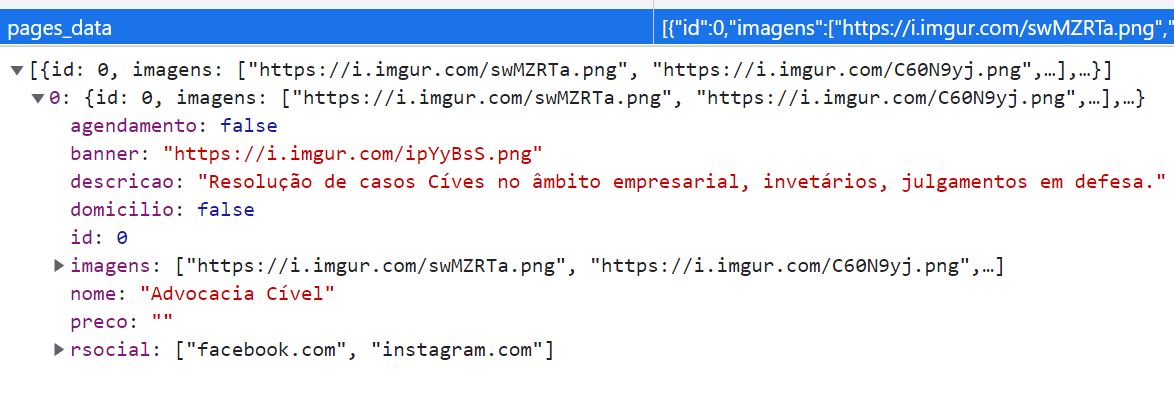 pages_data [{"id":0,"imagens":["https://i.imgur.com/swMZRTa.png","
[{id: 0, imagens: ["https://i.imgur.com/swMZRTa.png", "https://i.imgur.com/C60N9yj.png",…],…}]
0: {id: 0, imagens: ["https://i.imgur.com/swMZRTa.png", "https://i.imgur.com/C60N9yj.png",…],…}
agendamento: false
banner: "https://i.imgur.com/ipYyBsS.png"
descricao: "Resolução de casos Cíves no âmbito empresarial, invetários, julgamentos em defesa."
domicilio: false
id: 0
imagens: ["https://i.imgur.com/swMZRTa.png", "https://i.imgur.com/C60N9yj.png",…]
nome: "Advocacia Cível"
preco: ""
rsocial: ["facebook.com", "instagram.com"]